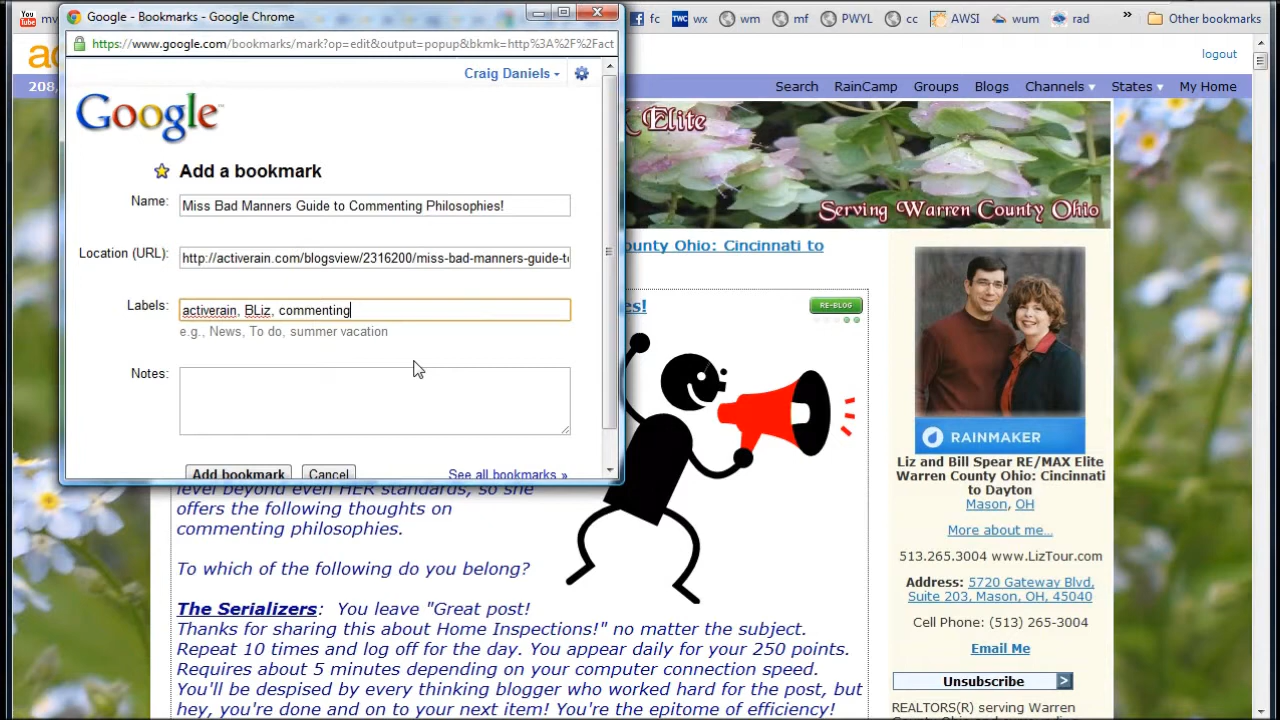 You Tube
mv
Google - Bookmarks - Google Chrome
fc
TWC
wx
wm
mf
PWYL
cc
AWSI
wum
rad
»
Other bookmarks
https://www.google.com/bookmarks/mark?op=edit&output=popup&bkmk=http%3A%2F%2Fact
logout
208,
Search
RainCamp
Groups
Blogs
Channels
States
My Home
Craig Daniels
Google
Elite
Serving Warren County Ohio
Add a bookmark
Name:
Miss Bad Manners Guide to Commenting Philosophies!
Location (URL):
http://activerain.com/blogsview/2316200/miss-bad-manners-guide-t
ounty Ohio: Cincinnati to
Labels:
activerain, BLiz, commenting
e.g., News, To do, summer vacation
es!
RE-BLOG
Notes:
Add bookmark
Cancel
See all bookmarks »
RAINMAKER
Liz and Bill Spear RE/MAX Elite
Warren County Ohio: Cincinnati
to Dayton
Mason, OH
More about me...
513.265.3004 www.LizTour.com
Address: 5720 Gateway Blvd,
Suite 203, Mason, OH, 45040
Cell Phone: (513) 265-3004
Email Me
Unsubscribe >
REALTORS(R) serving Warren
level beyond even HER standards, so she
offers the following thoughts on
commenting philosophies.
To which of the following do you belong?
The Serializers: You leave "Great post!
Thanks for sharing this about Home Inspections!" no matter the subject.
Repeat 10 times and log off for the day. You appear daily for your 250 points.
Requires about 5 minutes depending on your computer connection speed.
You'll be despised by every thinking blogger who worked hard for the post, but
hey, you're done and on to your next item! You're the epitome of efficiency!